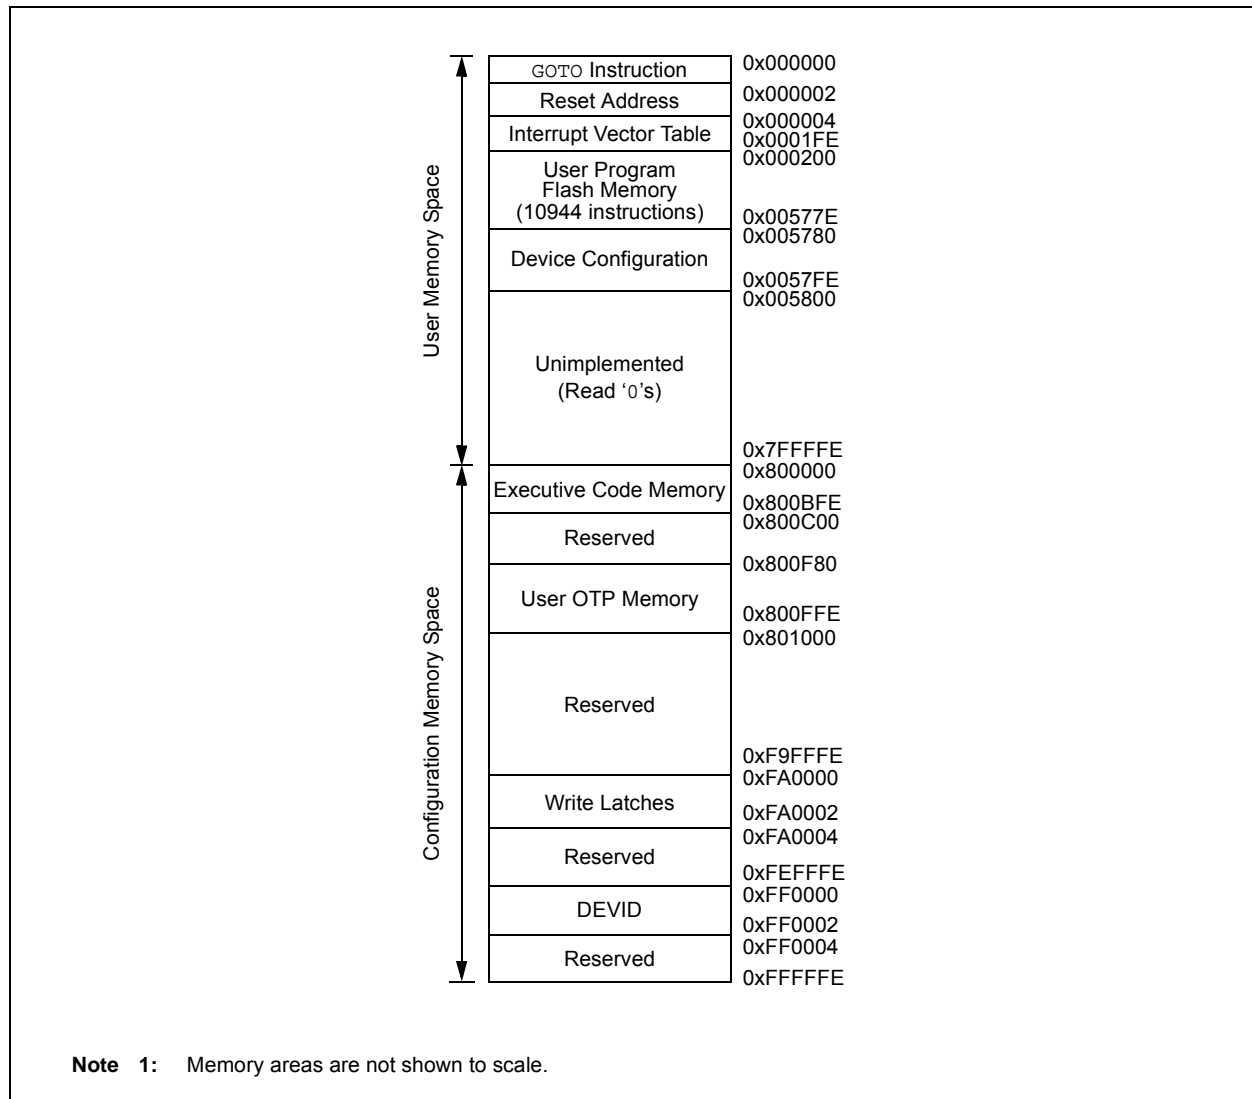 GOTO Instruction
0x000000
Reset Address
0x000002
Interrupt Vector Table
0x000004
0x0001FE
User Program
Flash Memory
(10944 instructions)
0x000200
0x00577E
Device Configuration
0x005780
0x0057FE
Unimplemented
(Read ‘0’s)
0x005800
0x7FFFFE
User Memory Space
Executive Code Memory
0x800000
0x800BFE
Reserved
0x800C00
User OTP Memory
0x800F80
0x800FFE
Reserved
0x801000
0xF9FFFE
Write Latches
0xFA0000
0xFA0002
Reserved
0xFA0004
0xFEFFFE
DEVID
0xFF0000
0xFF0002
Reserved
0xFF0004
0xFFFFFE
Configuration Memory Space
Note 1: Memory areas are not shown to scale.